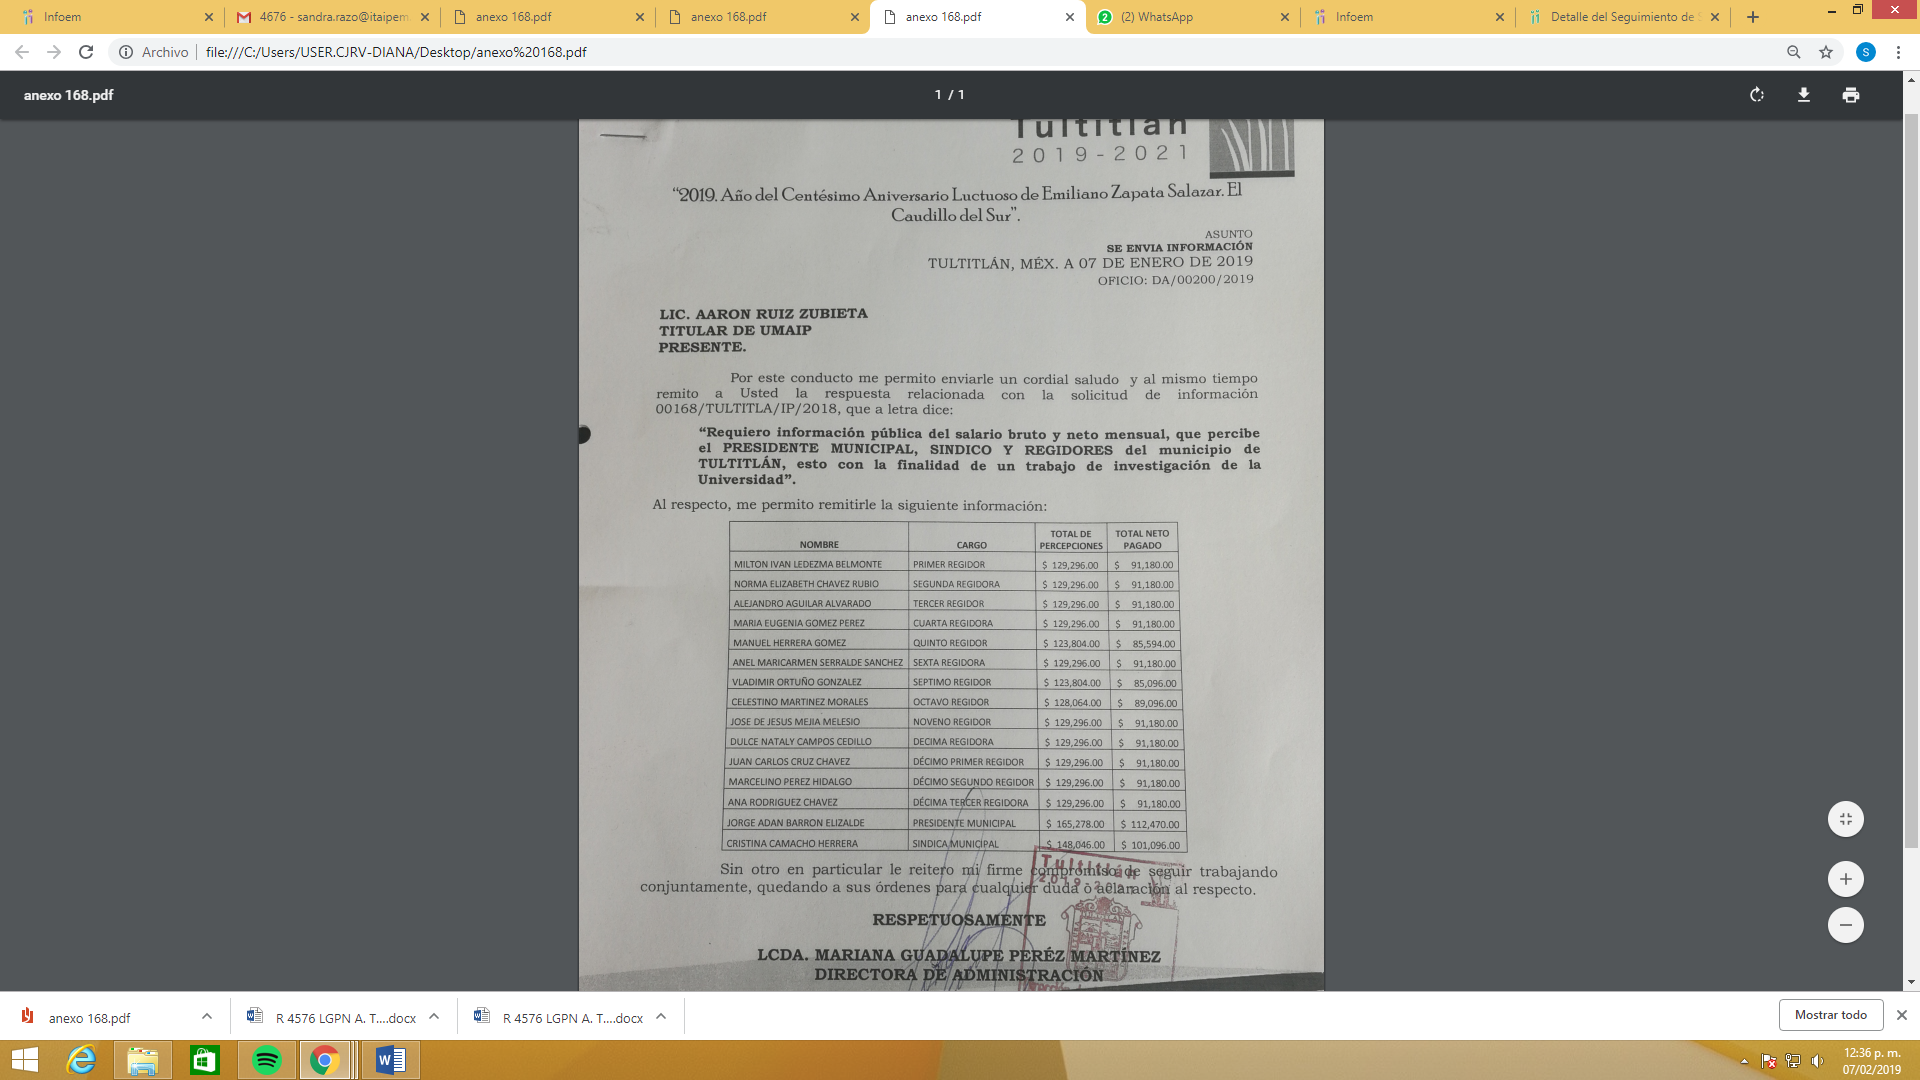 Infoem
4676 - sandra.razo@itaipem.
anexo 168.pdf
anexo 168.pdf
anexo 168.pdf
(2) WhatsApp
Infoem
Detalle del Seguimiento de S
Archivo
file:///C:/Users/USER.CJRV-DIANA/Desktop/anexo%20168.pdf
S
anexo 168.pdf
1 / 1
Tultitlán
2019-2021
“2019. Año del Centésimo Aniversario Luctuoso de Emiliano Zapata Salazar. El
Caudillo del Sur”.
ASUNTO
SE ENVIA INFORMACIÓN
TULTITLÁN, MÉX. A 07 DE ENERO DE 2019
OFICIO: DA/00200/2019
LIC. AARON RUIZ ZUBIETA
TITULAR DE UMAIP
PRESENTE.
Por este conducto me permito enviarle un cordial saludo y al mismo tiempo
remito a Usted la respuesta relacionada con la solicitud de información
00168/TULTITLA/IP/2018, que a letra dice:
“Requiero información pública del salario bruto y neto mensual, que percibe
el PRESIDENTE MUNICIPAL, SINDICO Y REGIDORES del municipio de
TULTITLÁN, esto con la finalidad de un trabajo de investigación de la
Universidad”.
Al respecto, me permito remitirle la siguiente información:
NOMBRE CARGO TOTAL DE PERCEPCIONES TOTAL NETO PAGADO
MILTON IVAN LEDEZMA BELMONTE PRIMER REGIDOR $ 129,296.00 $ 91,180.00
NORMA ELIZABETH CHAVEZ RUBIO SEGUNDA REGIDORA $ 129,296.00 $ 91,180.00
ALEJANDRO AGUILAR ALVARADO TERCER REGIDOR $ 129,296.00 $ 91,180.00
MARIA EUGENIA GOMEZ PEREZ CUARTA REGIDORA $ 129,296.00 $ 91,180.00
MANUEL HERRERA GOMEZ QUINTO REGIDOR $ 123,804.00 $ 85,594.00
ANEL MARICARMEN SERRALDE SANCHEZ SEXTA REGIDORA $ 129,296.00 $ 91,180.00
VLADIMIR ORTUÑO GONZALEZ SEPTIMO REGIDOR $ 123,804.00 $ 85,096.00
CELESTINO MARTINEZ MORALES OCTAVO REGIDOR $ 128,064.00 $ 89,096.00
JOSE DE JESUS MEJIA MELESIO NOVENO REGIDOR $ 129,296.00 $ 91,180.00
DULCE NATALY CAMPOS CEDILLO DECIMA REGIDORA $ 129,296.00 $ 91,180.00
JUAN CARLOS CRUZ CHAVEZ DÉCIMO PRIMER REGIDOR $ 129,296.00 $ 91,180.00
MARCELINO PEREZ HIDALGO DÉCIMO SEGUNDO REGIDOR $ 129,296.00 $ 91,180.00
ANA RODRIGUEZ CHAVEZ DÉCIMA TERCER REGIDORA $ 129,296.00 $ 91,180.00
JORGE ADAN BARRON ELIZALDE PRESIDENTE MUNICIPAL $ 165,278.00 $ 112,470.00
CRISTINA CAMACHO HERRERA SINDICA MUNICIPAL $ 148,046.00 $ 101,096.00
Sin otro en particular le reitero mi firme compromiso de seguir trabajando
conjuntamente, quedando a sus órdenes para cualquier duda o aclaración al respecto.
Tultitlán
2019-2021
RESPETUOSAMENTE
LCDA. MARIANA GUADALUPE PERÉZ MARTÍNEZ
DIRECTORA DE ADMINISTRACIÓN
anexo 168.pdf
R 4576 LGPN A. T....docx
R 4576 LGPN A. T....docx
Mostrar todo
12:36 p. m.
07/02/2019